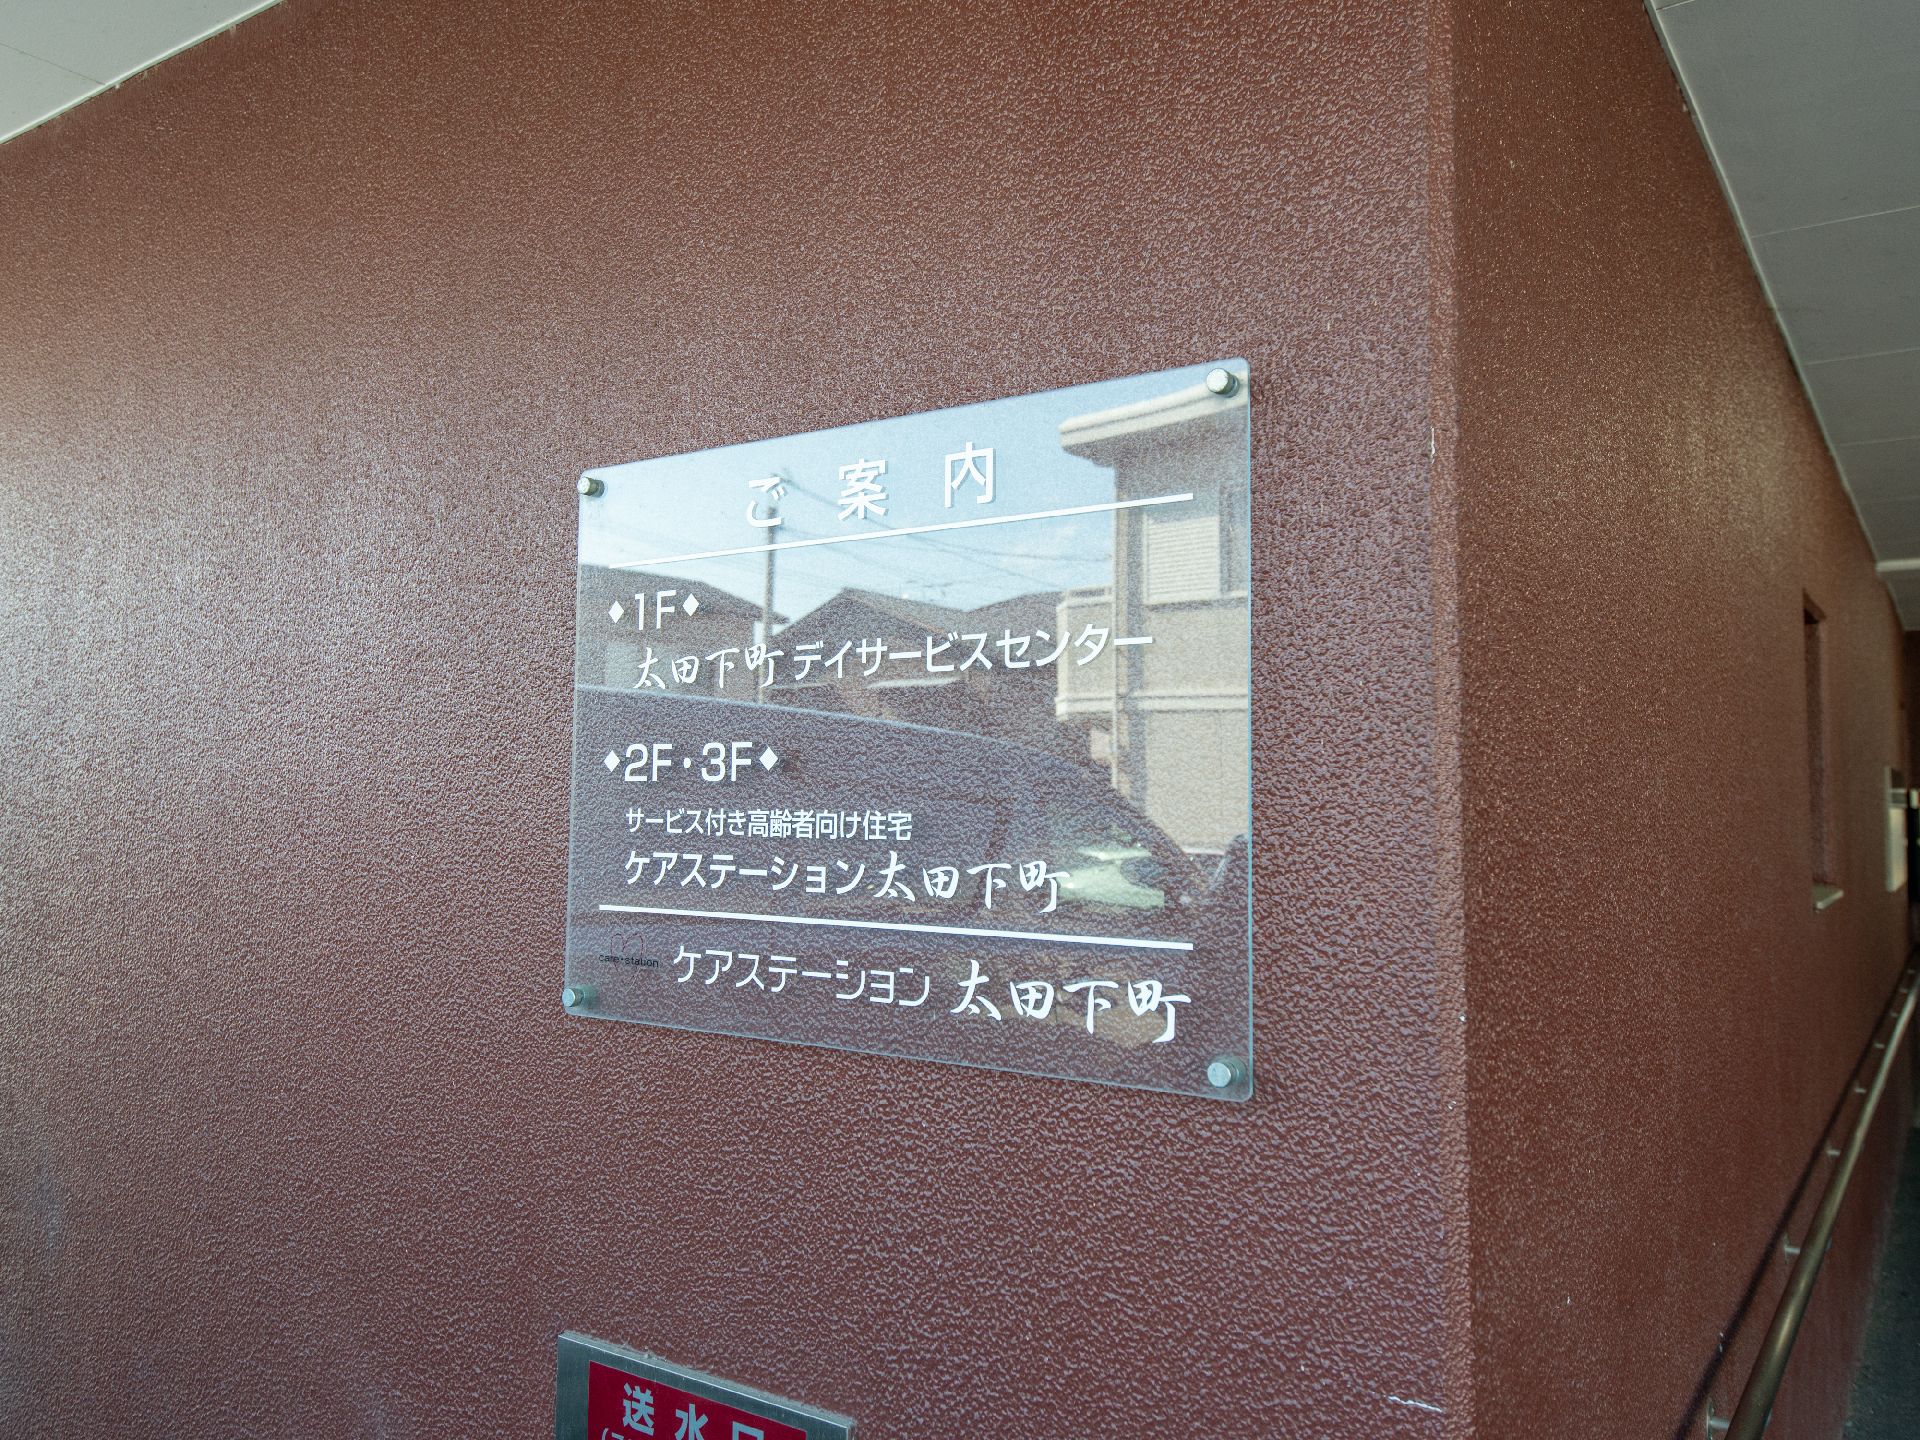 ご案内
◆1F◆
太田下町デイサービスセンター
◆2F・3F◆
サービス付き高齢者向け住宅
ケアステーション太田下町
care・station
ケアステーション 太田下町
送水口